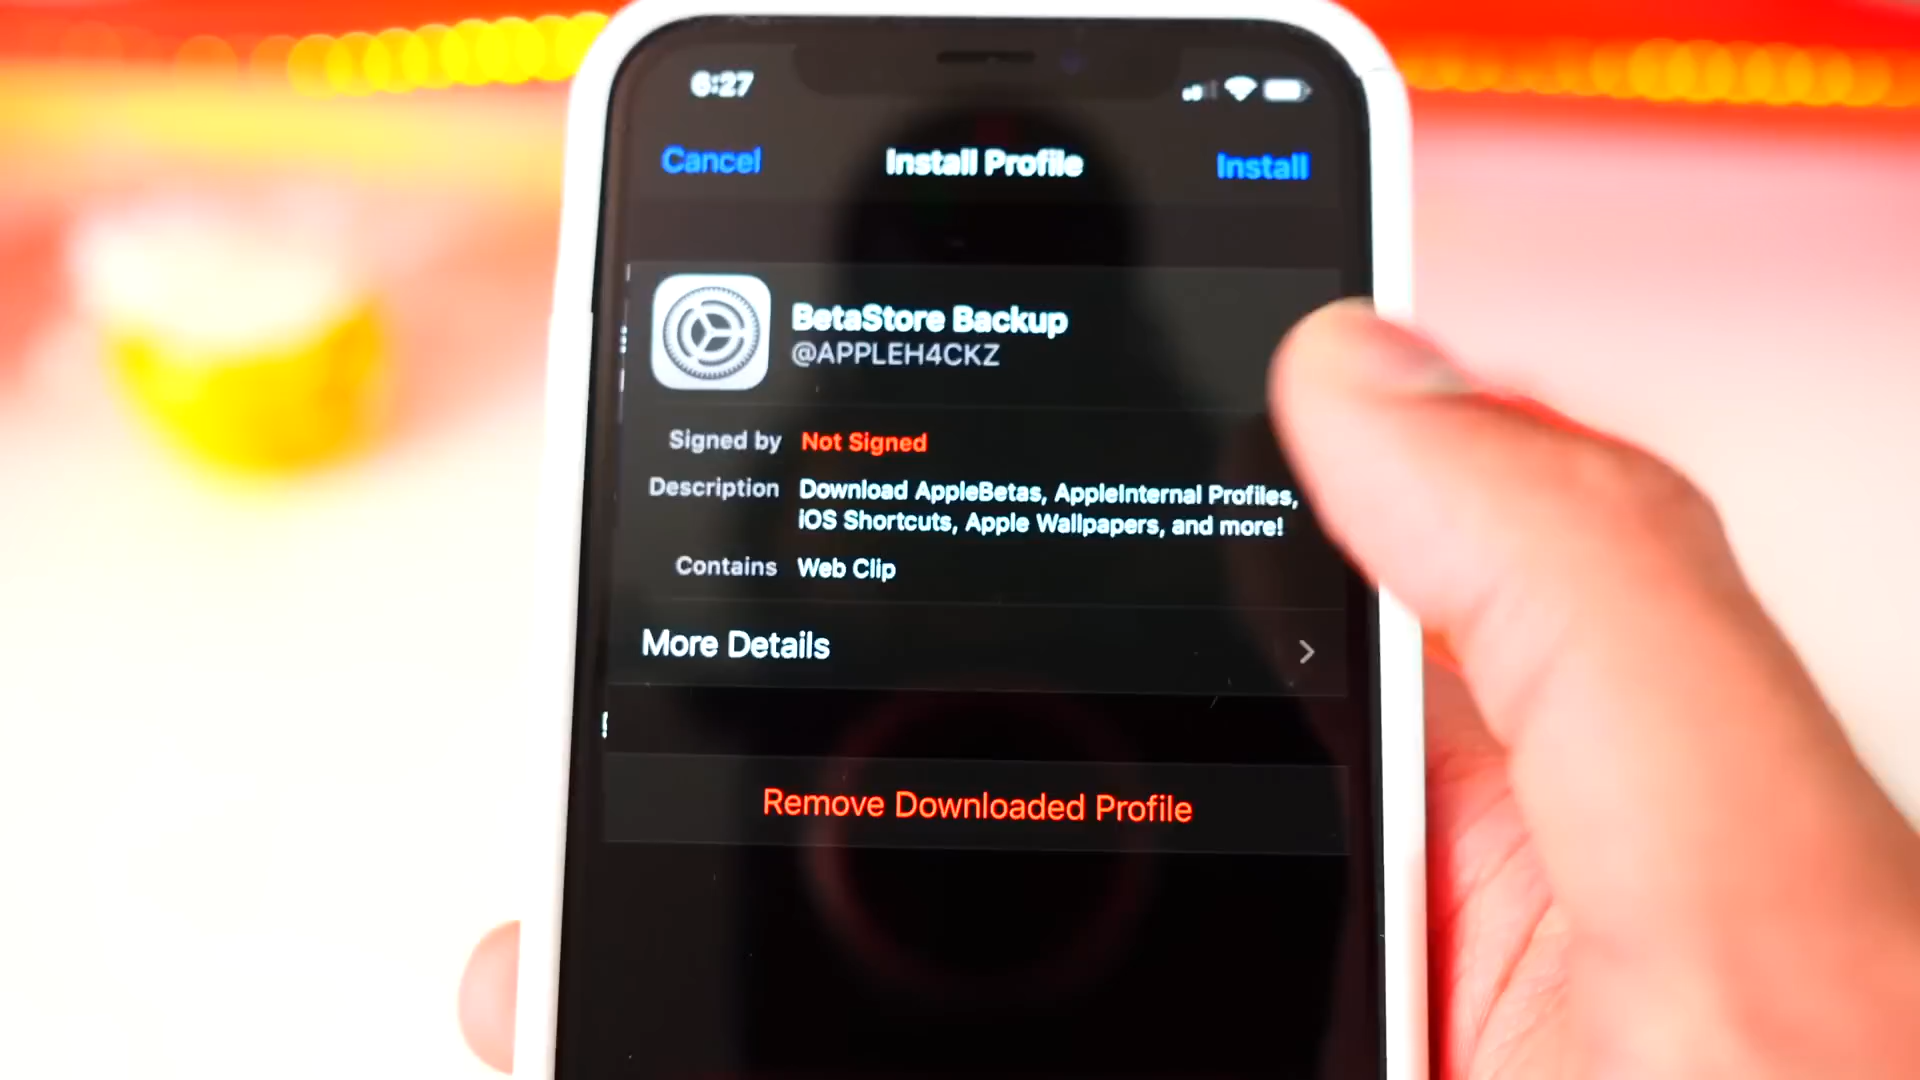 6:27
Cancel
Install Profile
Install
BetaStore Backup
@APPLEH4CKZ
Signed by Not Signed
Description Download AppleBetas, AppleInternal Profiles,
iOS Shortcuts, Apple Wallpapers, and more!
Contains Web Clip
More Details
Remove Downloaded Profile